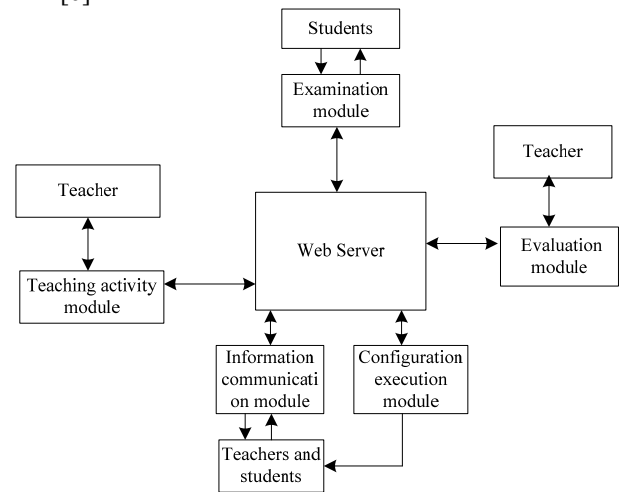 Students
Examination
module
Teacher
Teacher
Web Server
Evaluation
module
Teaching activity
module
Information
communicati
on module
Configuration
execution
module
Teachers and
students